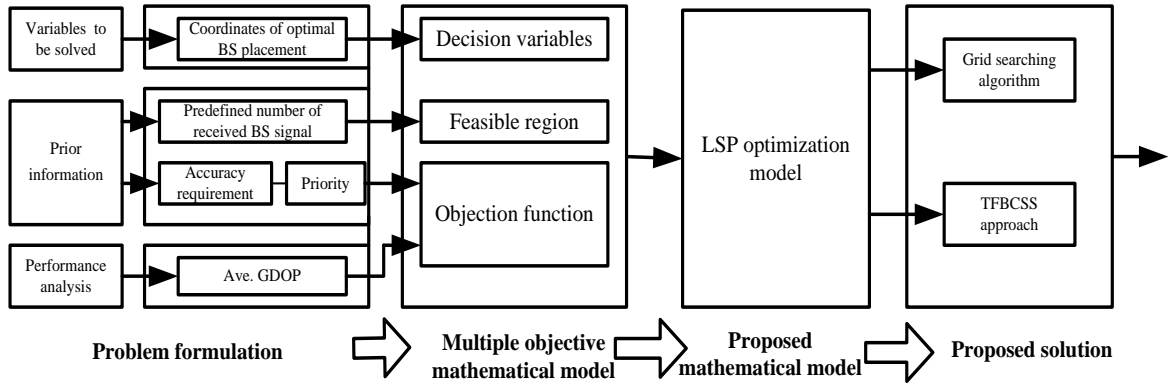 Variables to
be solved
Coordinates of optimal
BS placement
Decision variables
Prior
information
Predefined number of
received BS signal
Feasible region
Accuracy
requirement
Priority
Objection function
Performance
analysis
Ave. GDOP
LSP optimization
model
Grid searching
algorithm
TFBCSS
approach
Problem formulation
Multiple objective
mathematical model
Proposed
mathematical model
Proposed solution